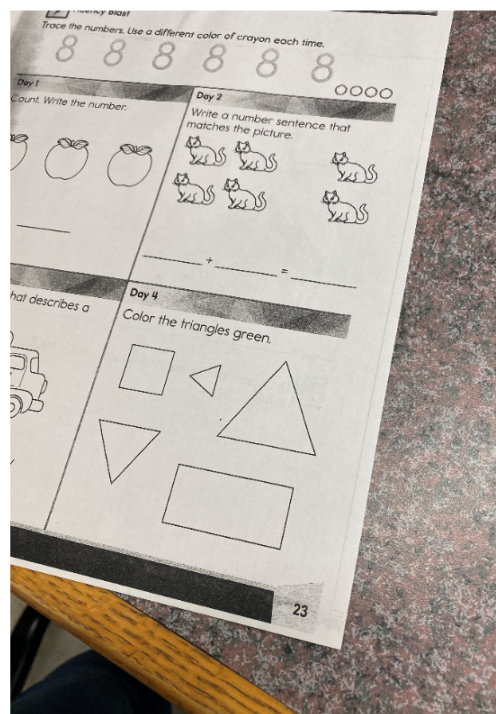 Blast
Trace the numbers. Use a different color of crayon each time.
8 8 8 8 8 8
Day 1
Count. Write the number.
Day 2
Write a number sentence that
matches the picture.
+ =
describes a
Day 4
Color the triangles green.
23